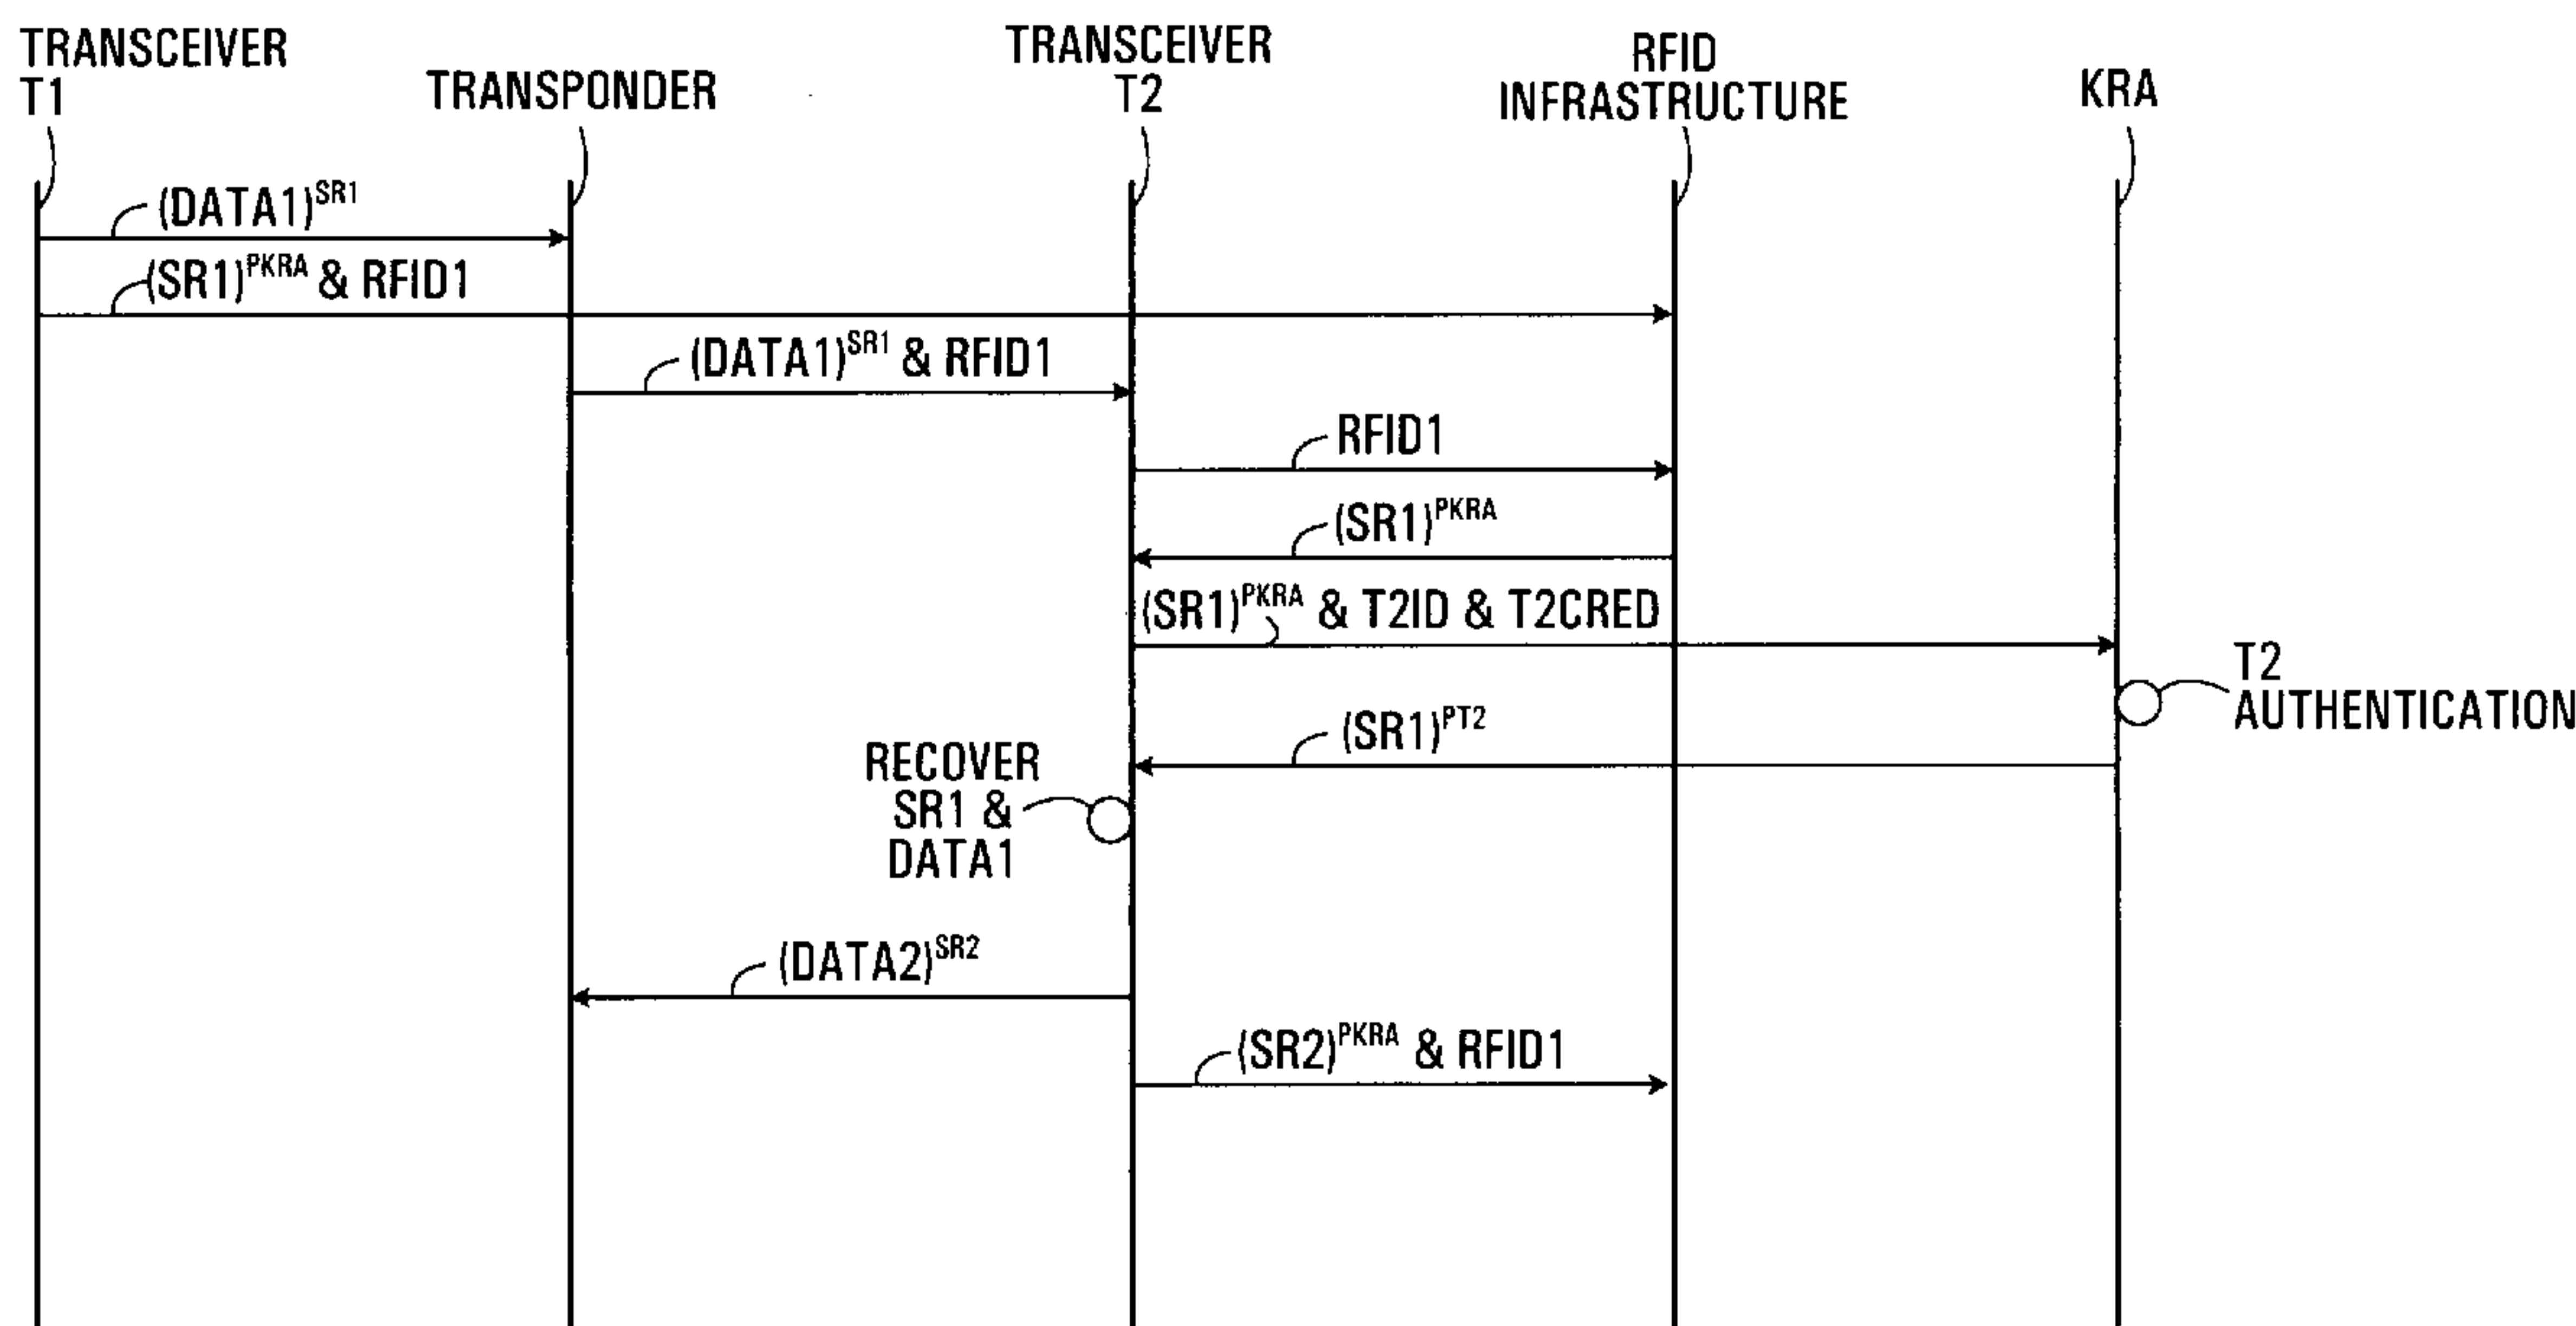 TRANSCEIVER
T1
TRANSPONDER
TRANSCEIVER
T2
RFID
INFRASTRUCTURE
KRA
(DATA1)^SR1
(SR1)^PKRA & RFID1
(DATA1)^SR1 & RFID1
RFID1
(SR1)^PKRA
(SR1)^PKRA & T2ID & T2CRED
T2
AUTHENTICATION
(SR1)^PT2
RECOVER
SR1 &
DATA1
(DATA2)^SR2
(SR2)^PKRA & RFID1